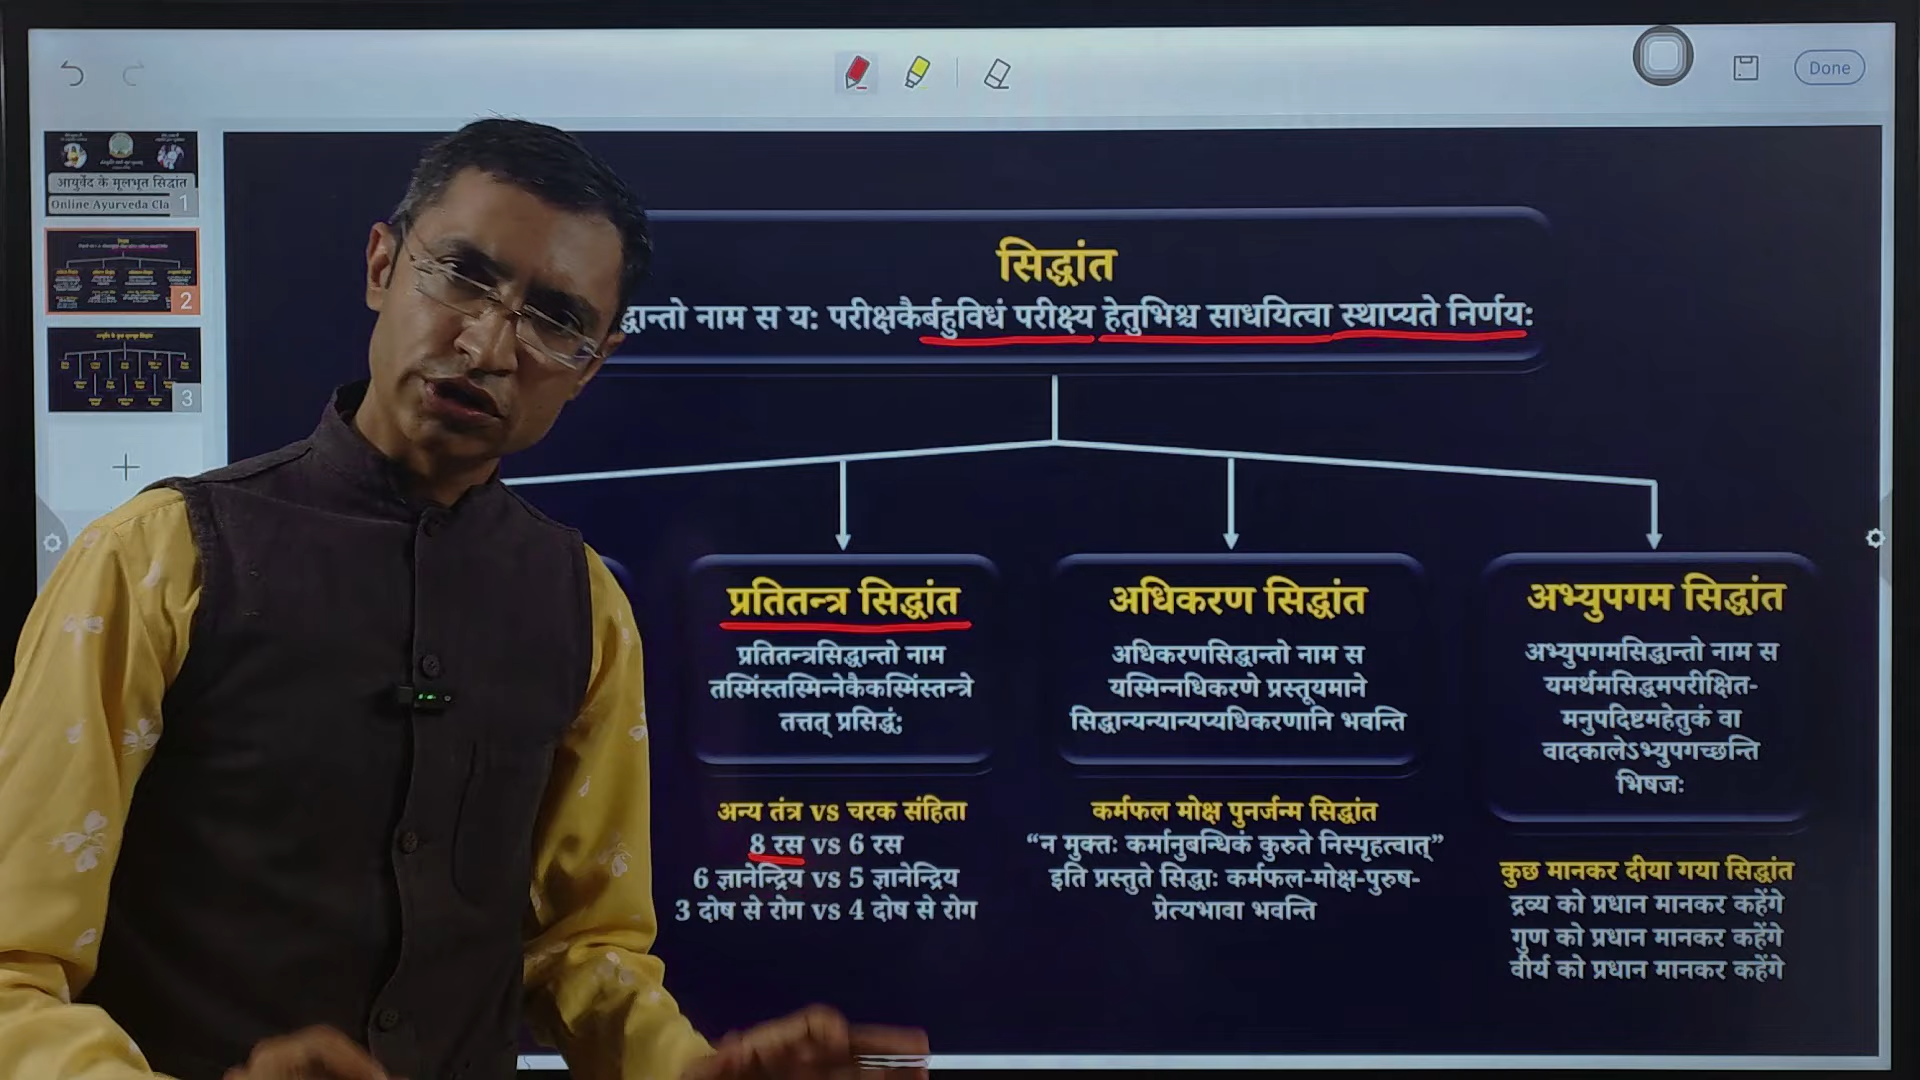 Done
आयुर्वेद के मूलभूत सिद्धांत
Online Ayurveda Cla
1
2
3
सिद्धांत
द्धान्तो नाम स य: परीक्षकैर्बहुविधं परीक्ष्य हेतुभिश्च साधयित्वा स्थाप्यते निर्णय:
प्रतितन्त्र सिद्धांत
प्रतितन्त्रसिद्धान्तो नाम
तस्मिंस्तस्मिन्नेकैकस्मिंस्तन्त्रे
तत्तत् प्रसिद्धं;
अन्य तंत्र vs चरक संहिता
8 रस vs 6 रस
6 ज्ञानेन्द्रिय vs 5 ज्ञानेन्द्रिय
3 दोष से रोग vs 4 दोष से रोग
अधिकरण सिद्धांत
अधिकरणसिद्धान्तो नाम स
यस्मिन्नधिकरणे प्रस्तूयमाने
सिद्धान्यन्यान्यप्यधिकरणानि भवन्ति
कर्मफल मोक्ष पुनर्जन्म सिद्धांत
“न मुक्तः कर्मानुबन्धिकं कुरुते निस्पृहत्वात्”
इति प्रस्तुते सिद्धाः कर्मफल-मोक्ष-पुरुष-
प्रेत्यभावा भवन्ति
अभ्युपगम सिद्धांत
अभ्युपगमसिद्धान्तो नाम स
यमर्थमसिद्धमपरीक्षित-
मनुपदिष्टमहेतुकं वा
वादकालेऽभ्युपगच्छन्ति
भिषजः
कुछ मानकर दीया गया सिद्धांत
द्रव्य को प्रधान मानकर कहेंगे
गुण को प्रधान मानकर कहेंगे
वीर्य को प्रधान मानकर कहेंगे